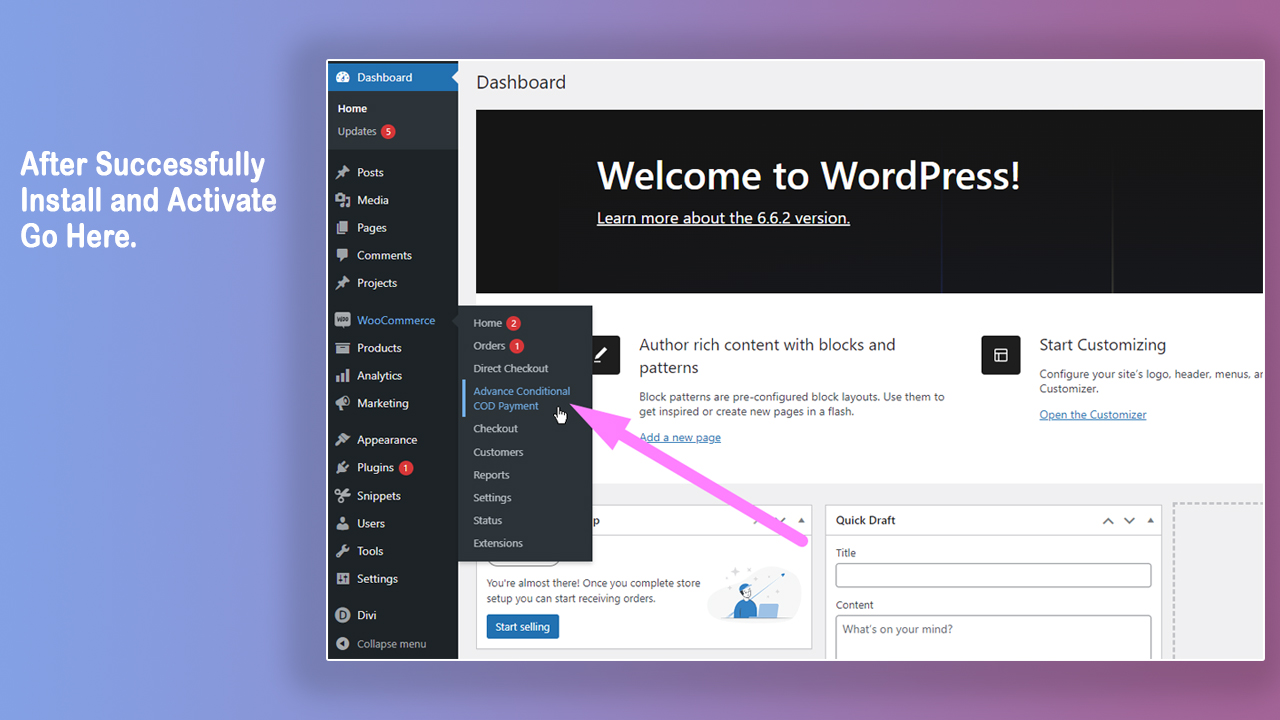 After Successfully
Install and Activate
Go Here.
Dashboard
Home
Updates 5
Posts
Media
Pages
Comments
Projects
WooCommerce
Products
Analytics
Marketing
Appearance
Plugins 1
Snippets
Users
Tools
Settings
Divi
Collapse menu
Home 2
Orders 1
Direct Checkout
Advance Conditional
COD Payment
Checkout
Customers
Reports
Settings
Status
Extensions
Dashboard
Welcome to WordPress!
Learn more about the 6.6.2 version.
Author rich content with blocks and
patterns
Block patterns are pre-configured block layouts. Use them to
get inspired or create new pages in a flash.
Add a new page
Start Customizing
Configure your site's logo, header, menus,
Customizer.
Open the Customizer
You're almost there! Once you complete store
setup you can start receiving orders.
Start selling
Quick Draft
Title
Content
What's on your mind?